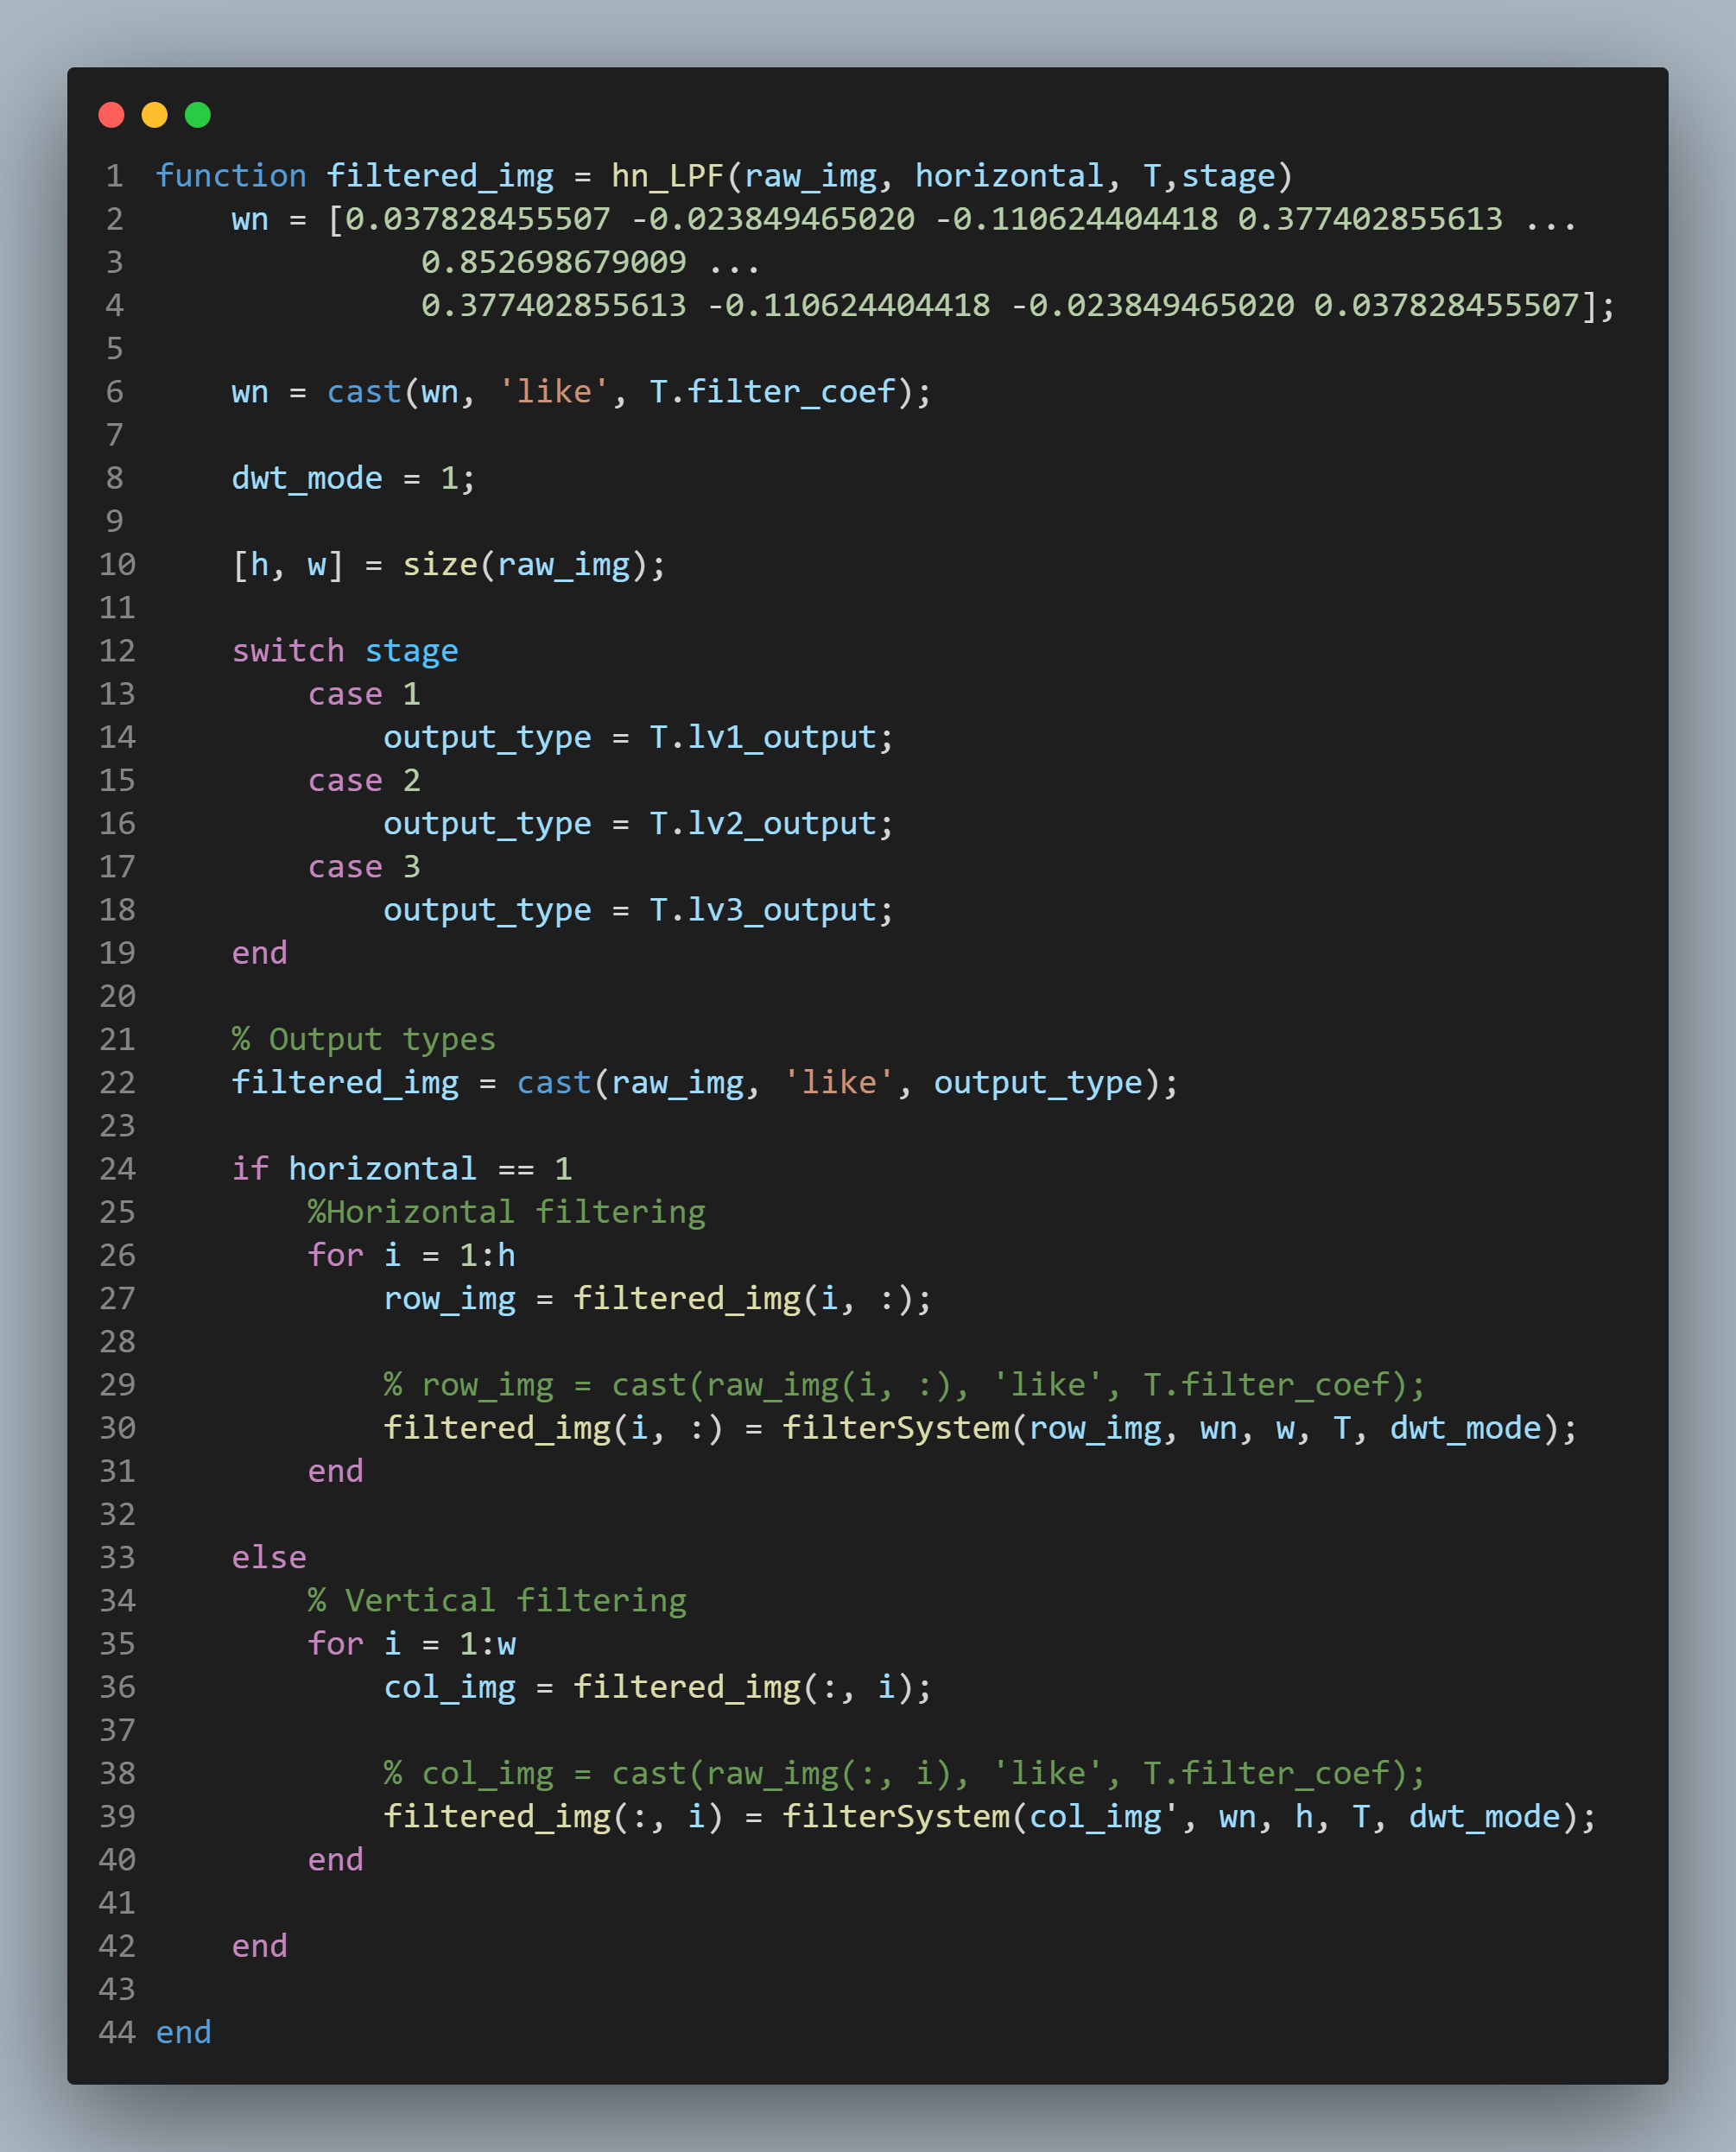 1 function filtered_img = hn_LPF(raw_img, horizontal, T,stage)
2     wn = [0.037828455507 -0.023849465020 -0.110624404418 0.377402855613 ...
3               0.852698679009 ...
4               0.377402855613 -0.110624404418 -0.023849465020 0.037828455507];
5
6     wn = cast(wn, 'like', T.filter_coef);
7
8     dwt_mode = 1;
9
10     [h, w] = size(raw_img);
11
12     switch stage
13         case 1
14             output_type = T.lv1_output;
15         case 2
16             output_type = T.lv2_output;
17         case 3
18             output_type = T.lv3_output;
19     end
20
21     % Output types
22     filtered_img = cast(raw_img, 'like', output_type);
23
24     if horizontal == 1
25         %Horizontal filtering
26         for i = 1:h
27             row_img = filtered_img(i, :);
28
29             % row_img = cast(raw_img(i, :), 'like', T.filter_coef);
30             filtered_img(i, :) = filterSystem(row_img, wn, w, T, dwt_mode);
31         end
32
33     else
34         % Vertical filtering
35         for i = 1:w
36             col_img = filtered_img(:, i);
37
38             % col_img = cast(raw_img(:, i), 'like', T.filter_coef);
39             filtered_img(:, i) = filterSystem(col_img', wn, h, T, dwt_mode);
40         end
41
42     end
43
44 end